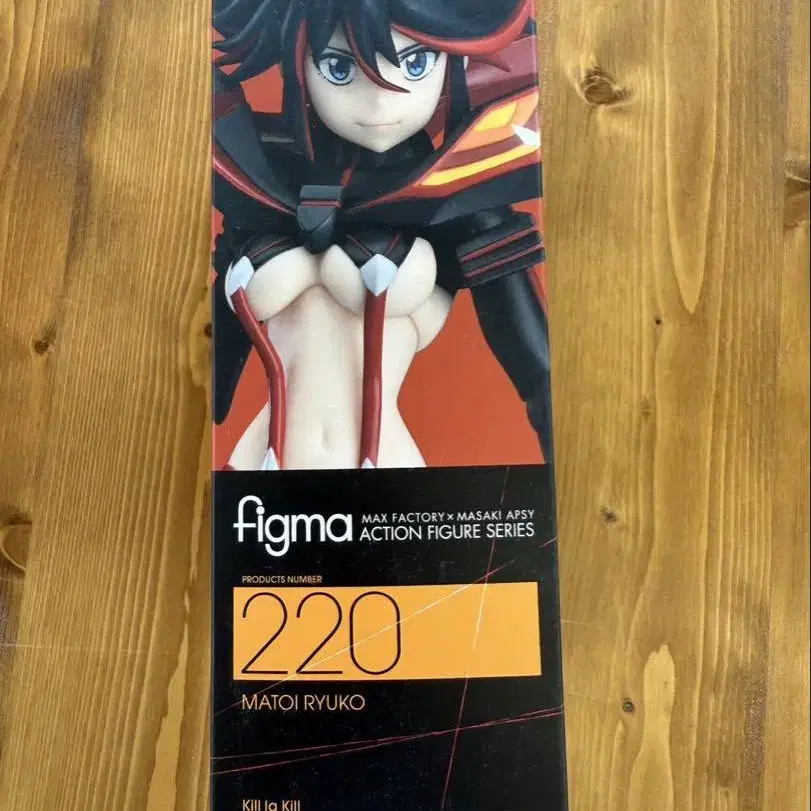 figma MAX FACTORY×MASAKI APSY
ACTION FIGURE SERIES
PRODUCTS NUMBER
220
MATOI RYUKO
Kill la Kill